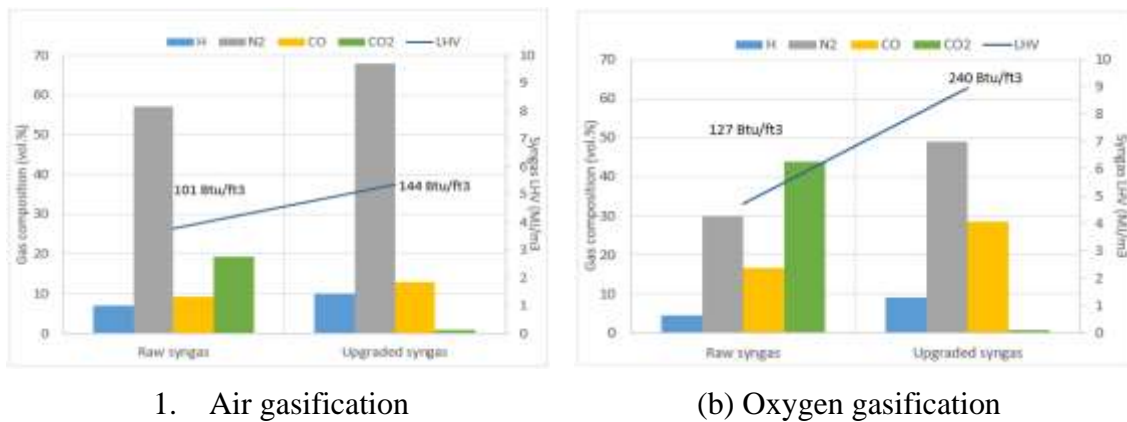 H N2 CO CO2 LHV
70
60
50
40
30
20
10
0
Gas composition (vol.%)
10
9
8
7
6
5
4
3
2
1
0
Syngas LHV (MJ/m3
101 Btu/ft3
144 Btu/ft3
Raw syngas Upgraded syngas
H N2 CO CO2 LHV
70
60
50
40
30
20
10
0
Gas composition (vol.%)
10
9
8
7
6
5
4
3
2
1
0
Syngas LHV (MJ/m3
127 Btu/ft3
240 Btu/ft3
Raw syngas Upgraded syngas
1. Air gasification (b) Oxygen gasification